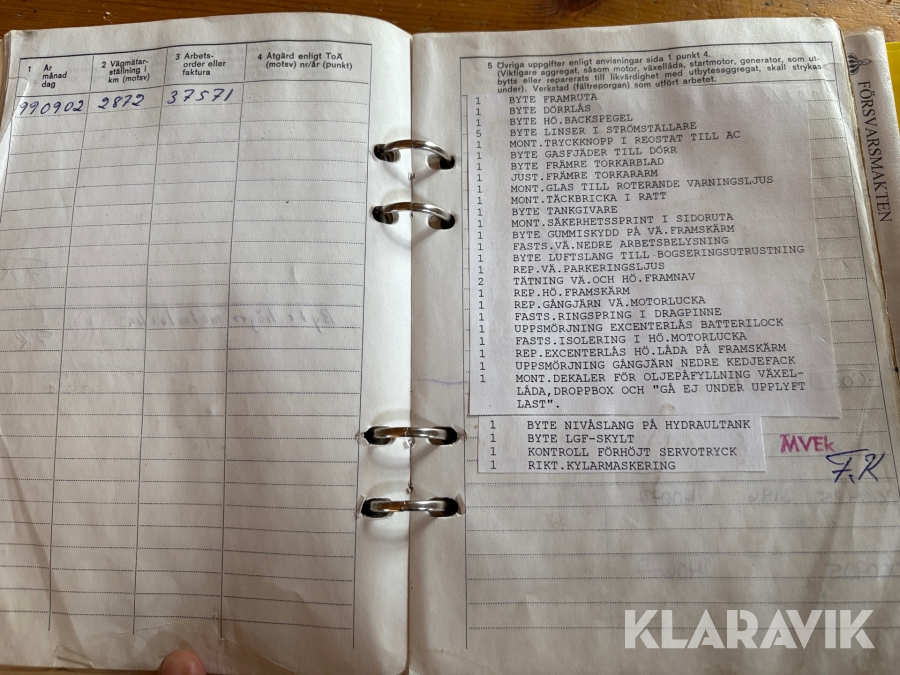 1 År månad dag
2 Vägmätar-ställning i km (motsv)
3 Arbets-order eller faktura
4 Åtgärd enligt ToÄ (motsv) nr/år (punkt)
990902 2872 37571
5 Övriga uppgifter enligt anvisningar sida 1 punkt 4.
(Viktigare aggregat, såsom motor, växellåda, startmotor, generator, som ut-
bytts eller reparerats till likvärdighet med utbytesaggregat, skall strykas
under). Verkstad (fältreporgan) som utfört arbetet.
1 BYTE FRAMRUTA
1 BYTE DÖRRLÅS
1 BYTE HÖ.BACKSPEGEL
5 BYTE LINSER I STRÖMSTÄLLARE
1 MONT.TRYCKKNOPP I REOSTAT TILL AC
1 BYTE GASFJÄDER TILL DÖRR
1 BYTE FRÄMRE TORKARBLAD
1 JUST.FRÄMRE TORKARARM
1 MONT.GLAS TILL ROTERANDE VARNINGSLJUS
1 MONT.TÄCKBRICKA I RATT
1 BYTE TANKGIVARE
1 MONT.SÄKERHETSSPRINT I SIDORUTA
1 BYTE GUMMISKYDD PÅ VÄ.FRAMSKÄRM
1 FASTS.VÄ.NEDRE ARBETSBELYSNING
1 BYTE LUFTSLANG TILL BOGSERINGSUTRUSTNING
1 REP.VÄ.PARKERINGSLJUS
2 TÄTNING VÄ.OCH HÖ.FRAMNAV
1 REP.HÖ.FRAMSKÄRM
1 REP.GÅNGJÄRN VÄ.MOTORLUCKA
1 FASTS.RINGSPRING I DRAGPINNE
1 UPPSMÖRJNING EXCENTERLÅS BATTERILOCK
1 FASTS.ISOLERING I HÖ.MOTORLUCKA
1 REP.EXCENTERLÅS HÖ.LÅDA PÅ FRAMSKÄRM
1 UPPSMÖRJNING GÅNGJÄRN NEDRE KEDJEFACK
1 MONT.DEKALER FÖR OLJEPÅFYLLNING VÄXEL-
LÅDA,DROPPBOX OCH "GÅ EJ UNDER UPPLYFT
LAST".
1 BYTE NIVÅSLANG PÅ HYDRAULTANK
1 BYTE LGF-SKYLT
1 KONTROLL FÖRHÖJT SERVOTRYCK
1 RIKT.KYLARMASKERING
MVEK
F.K
FÖRSVARSMAKTEN
KLARAVIK